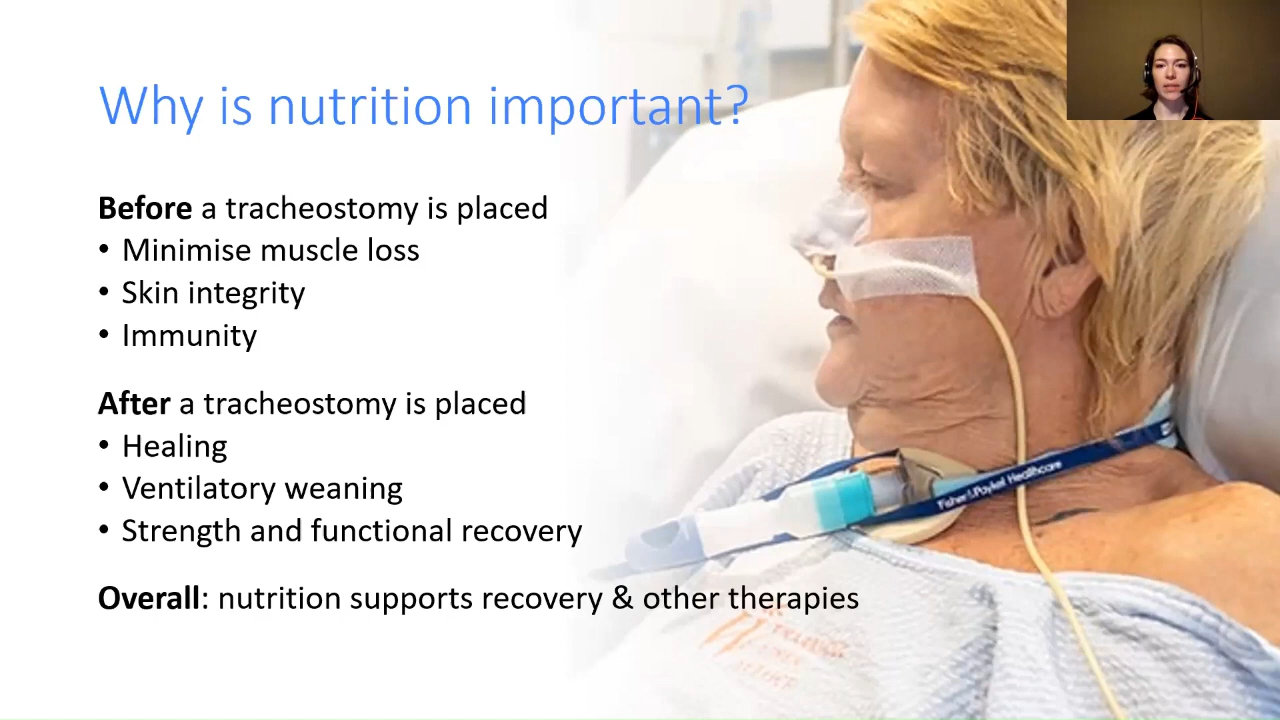 Why is nutrition important?
Before a tracheostomy is placed
• Minimise muscle loss
• Skin integrity
• Immunity
After a tracheostomy is placed
• Healing
• Ventilatory weaning
• Strength and functional recovery
Overall: nutrition supports recovery & other therapies
Fisher&Paykel Healthcare